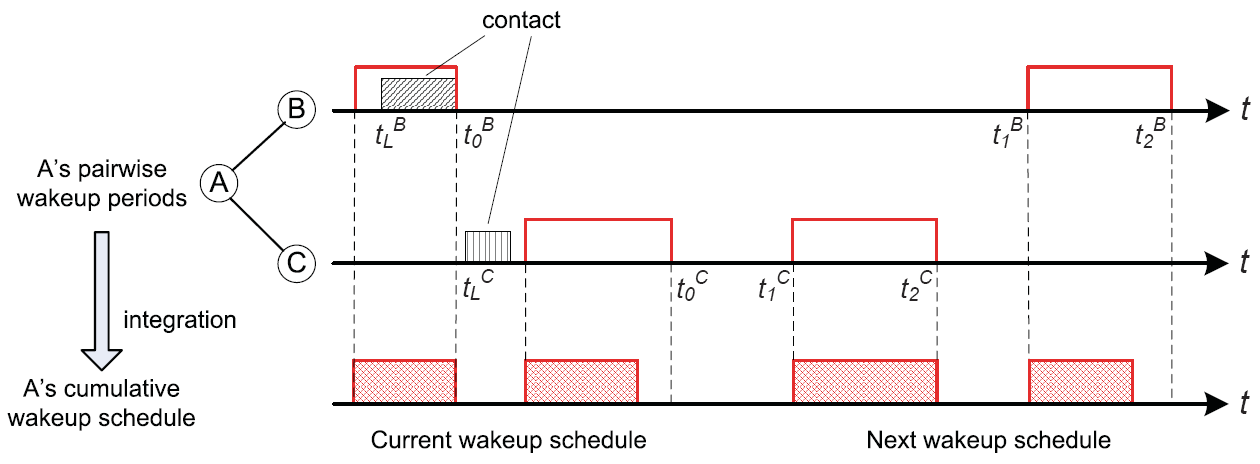 contact
B
t
t_L^B
t_0^B
t_1^B
t_2^B
A's pairwise
wakeup periods
A
C
t
t_L^C
t_0^C
t_1^C
t_2^C
integration
A's cumulative
wakeup schedule
t
Current wakeup schedule
Next wakeup schedule